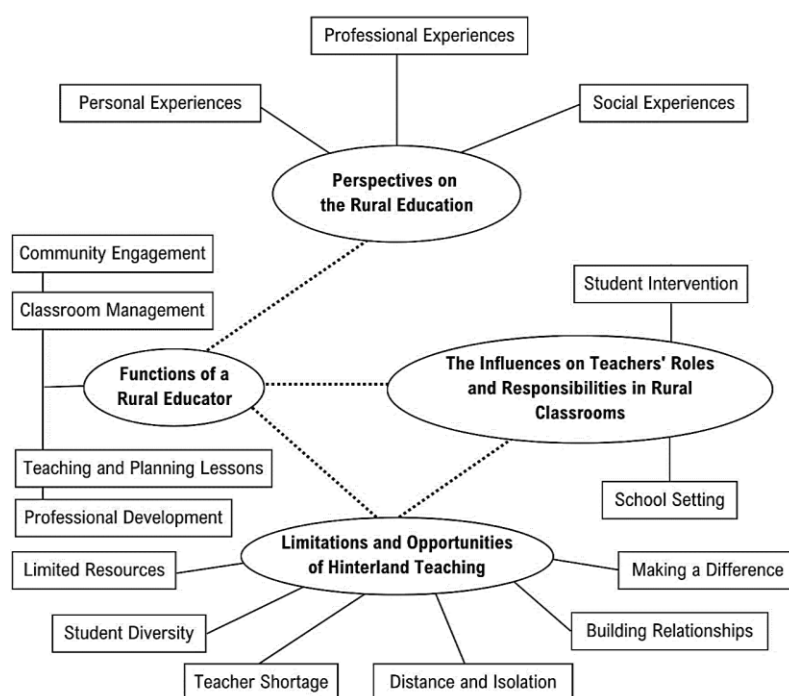 Professional Experiences
Personal Experiences
Social Experiences
Perspectives on
the Rural Education
Community Engagement
Student Intervention
Classroom Management
The Influences on Teachers' Roles
and Responsibilities in Rural
Classrooms
Functions of a
Rural Educator
Teaching and Planning Lessons
School Setting
Professional Development
Limitations and Opportunities
of Hinterland Teaching
Limited Resources
Making a Difference
Student Diversity
Building Relationships
Teacher Shortage
Distance and Isolation